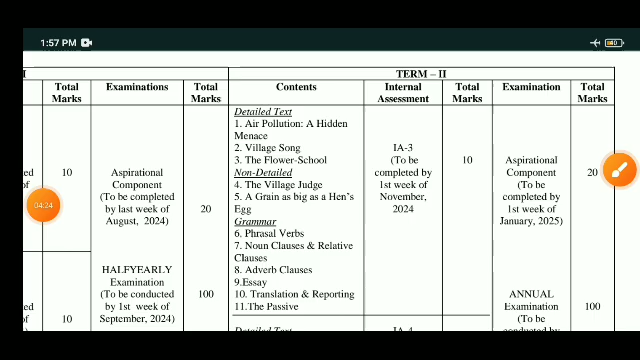 1:57 PM
I
TERM – II
Total Marks
Examinations
Total Marks
Contents
Internal Assessment
Total Marks
Examination
Total Marks
ed
of
10
Aspirational
Component
(To be completed
by last week of
August, 2024)
20
Detailed Text
1. Air Pollution: A Hidden
Menace
2. Village Song
3. The Flower-School
Non-Detailed
4. The Village Judge
5. A Grain as big as a Hen's
Egg
Grammar
6. Phrasal Verbs
7. Noun Clauses & Relative
Clauses
8. Adverb Clauses
9.Essay
10. Translation & Reporting
11.The Passive
IA-3
(To be
completed by
1st week of
November,
2024
10
Aspirational
Component
(To be
completed by
1st week of
January, 2025)
20
04:24
ed
of
10
HALFYEARLY
Examination
(To be conducted
by 1st week of
September, 2024)
100
Detailed Text
IA-4
ANNUAL
Examination
(To be
conducted by
100